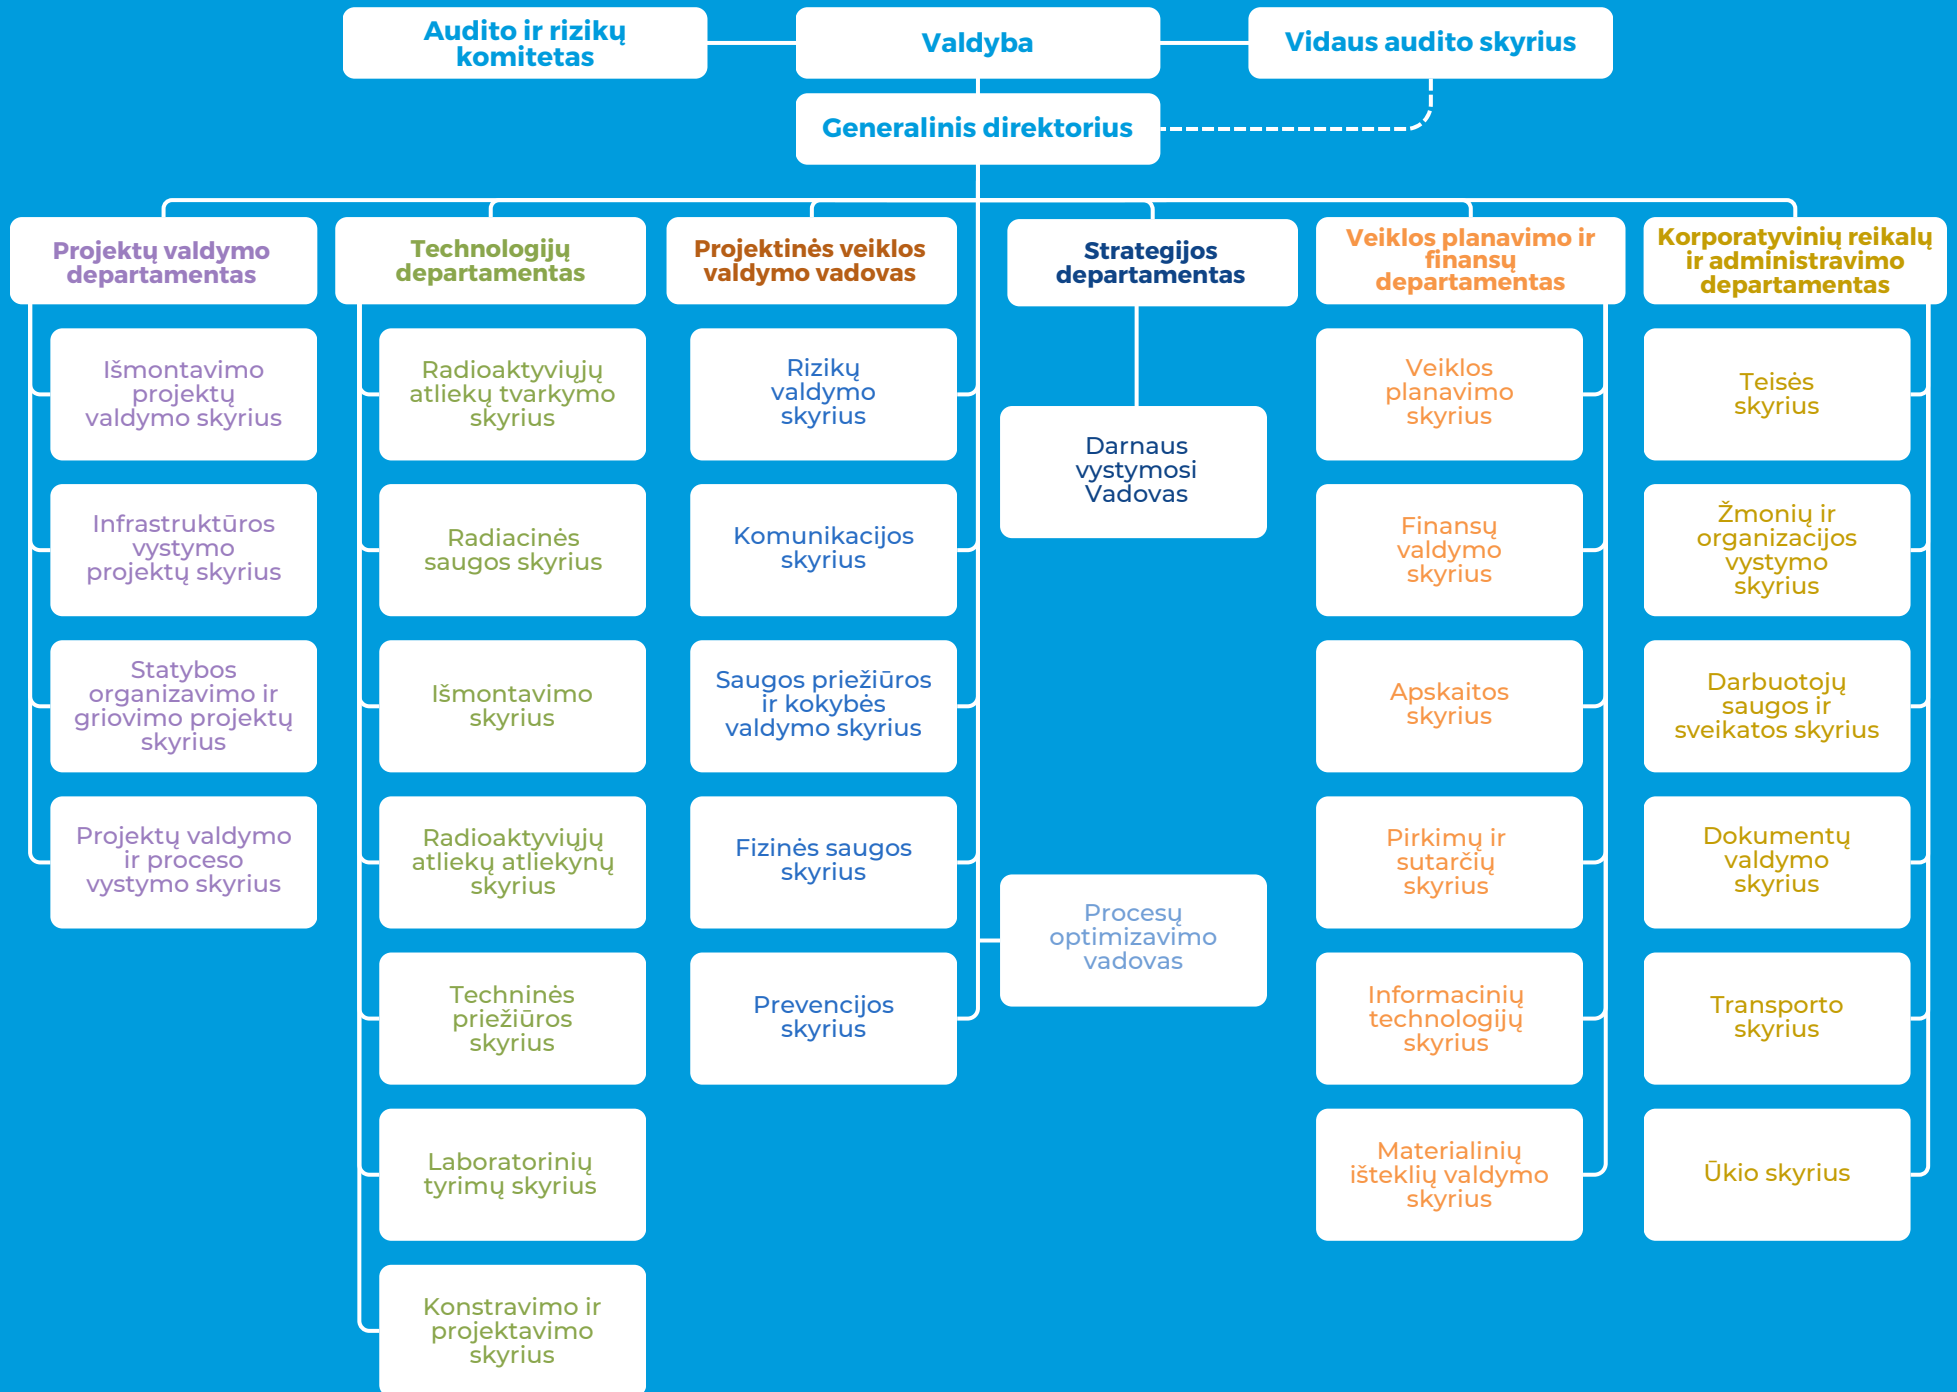 Audito ir rizikų
komitetas
Valdyba
Vidaus audito skyrius
Generalinis direktorius
Projektų valdymo
departamentas
Technologijų
departamentas
Projektinės veiklos
valdymo vadovas
Strategijos
departamentas
Veiklos planavimo ir
finansų
departamentas
Korporatyvinių reikalų
ir administravimo
departamentas
Išmontavimo
projektų
valdymo skyrius
Infrastruktūros
vystymo
projektų skyrius
Statybos
organizavimo ir
griovimo projektų
skyrius
Projektų valdymo
ir proceso
vystymo skyrius
Radioaktyviųjų
atliekų tvarkymo
skyrius
Radiacinės
saugos skyrius
Išmontavimo
skyrius
Radioaktyviųjų
atliekų atliekynų
skyrius
Techninės
priežiūros
skyrius
Laboratorinių
tyrimų skyrius
Konstravimo ir
projektavimo
skyrius
Rizikų
valdymo
skyrius
Komunikacijos
skyrius
Saugos priežiūros
ir kokybės
valdymo skyrius
Fizinės saugos
skyrius
Prevencijos
skyrius
Darnaus
vystymosi
Vadovas
Procesų
optimizavimo
vadovas
Veiklos
planavimo
skyrius
Finansų
valdymo
skyrius
Apskaitos
skyrius
Pirkimų ir
sutarčių
skyrius
Informacinių
technologijų
skyrius
Materialinių
išteklių valdymo
skyrius
Teisės
skyrius
Žmonių ir
organizacijos
vystymo
skyrius
Darbuotojų
saugos ir
sveikatos skyrius
Dokumentų
valdymo
skyrius
Transporto
skyrius
Ūkio skyrius